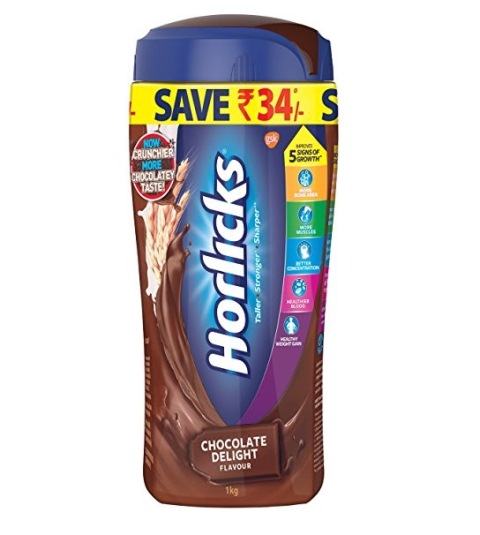 SAVE ₹34/-
S
NOW
CRUNCHIER
MORE
CHOCOLATEY
TASTE!
gsk
IMPROVES
5 SIGNS OF
GROWTH
MORE
BONE AREA
MORE
MUSCLES
BETTER
CONCENTRATION
HEALTHIER
BLOOD
HEALTHY
WEIGHT GAIN
Horlicks
Taller • Stronger • Sharper
CHOCOLATE
DELIGHT
FLAVOUR
1kg